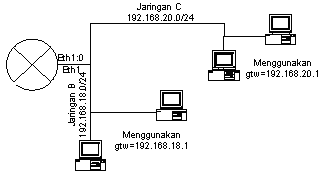 Jaringan C
192.168.20.0/24
Eth1:0
Eth1
Jaringan B
192.168.18.0/24
Menggunakan
gtw=192.168.20.1
Menggunakan
gtw=192.168.18.1